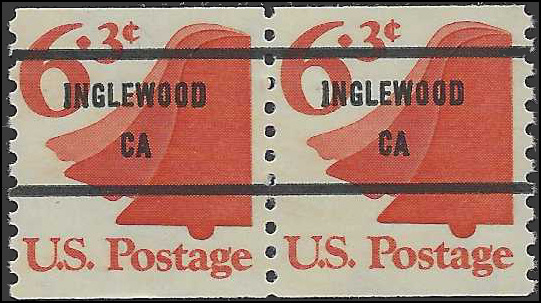 6.3¢
INGLEWOOD
CA
U.S. Postage
6.3¢
INGLEWOOD
CA
U.S. Postage